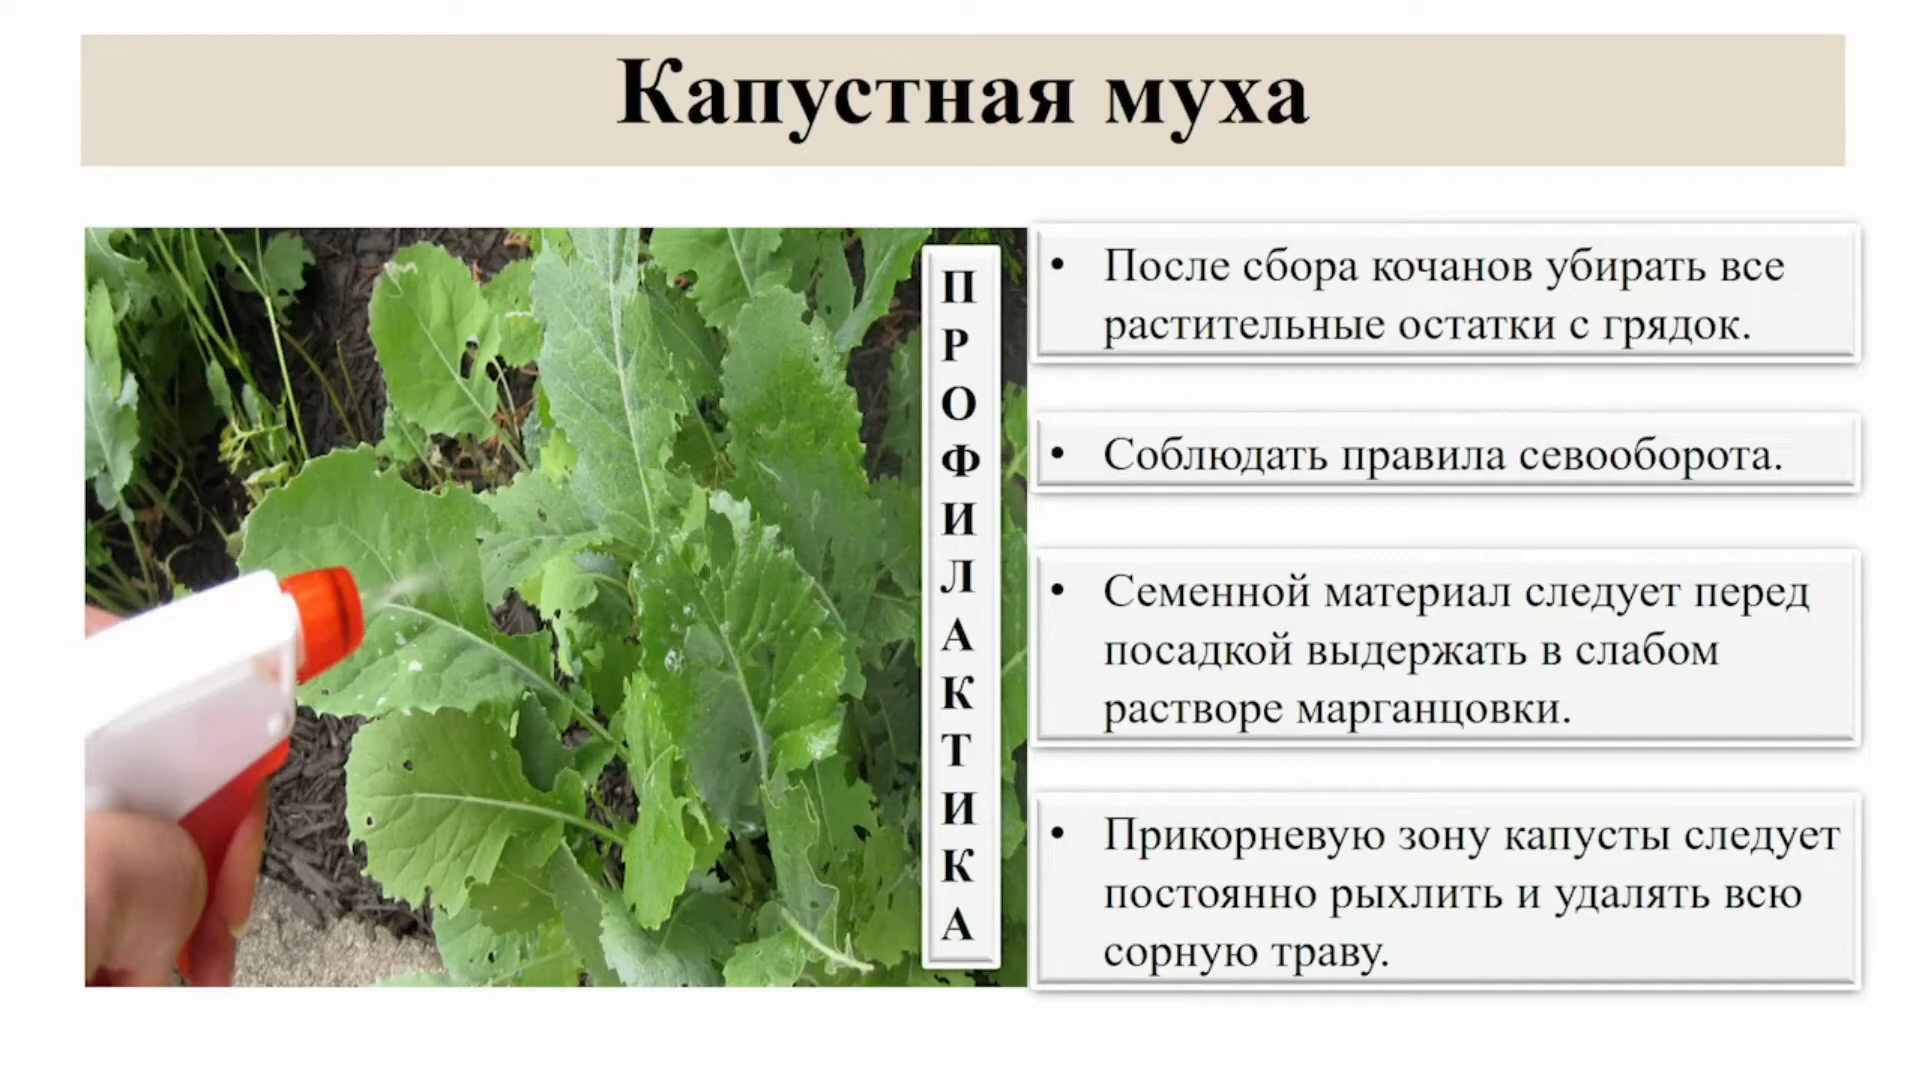 Капустная муха
ПРОФИЛАКТИКА
• После сбора кочанов убирать все
растительные остатки с грядок.
• Соблюдать правила севооборота.
• Семенной материал следует перед
посадкой выдержать в слабом
растворе марганцовки.
• Прикорневую зону капусты следует
постоянно рыхлить и удалять всю
сорную траву.